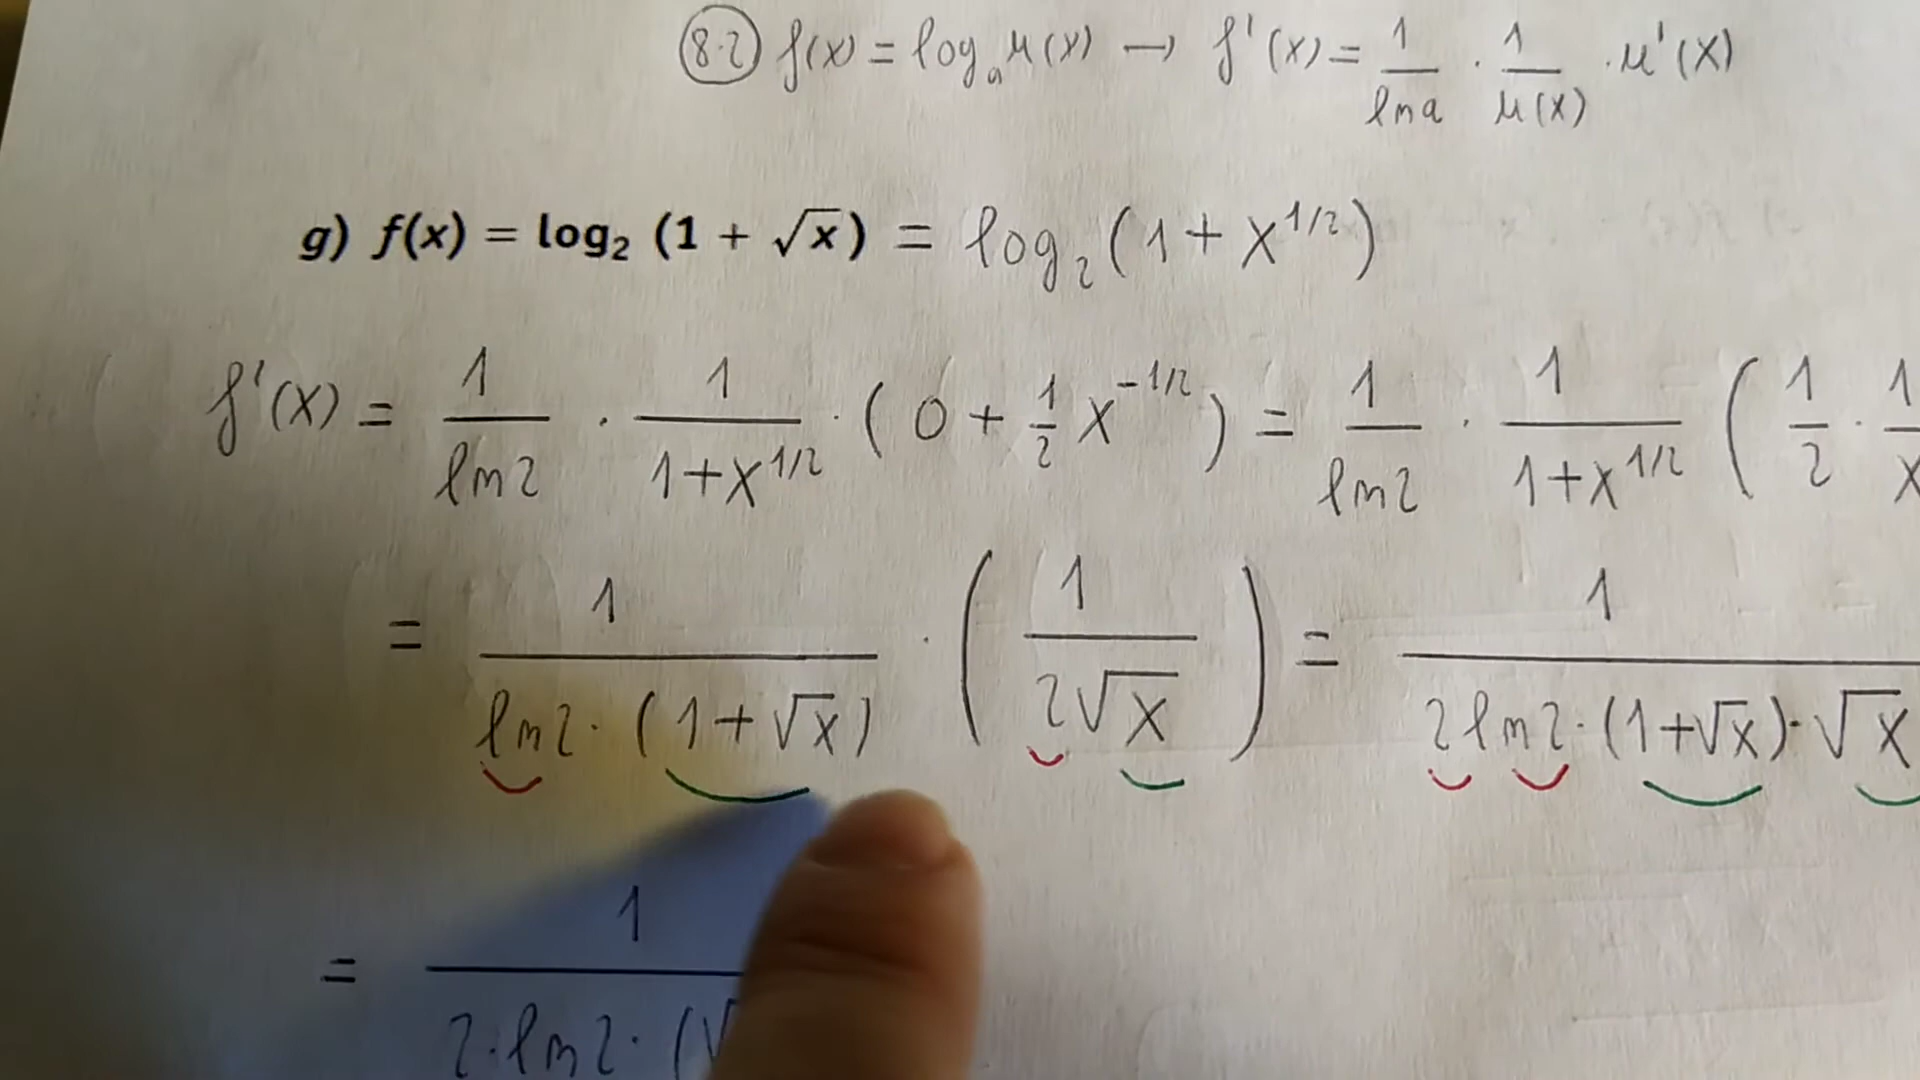 8.2 f(x) = log_a μ(x) → f'(x) = 1/ln a · 1/μ(x) · μ'(x)
g) f(x) = log₂ (1 + √x) = log₂(1 + x^1/2)
f'(x) = 1/ln2 · 1/(1+x^1/2) · (0 + 1/2 x^-1/2) = 1/ln2 · 1/(1+x^1/2) (1/2 · 1/x
= 1/(ln2 · (1+√x)) · (1/(2√x)) = 1/(2 ln2 · (1+√x) · √x
= 1/(2 · ln2 · (√